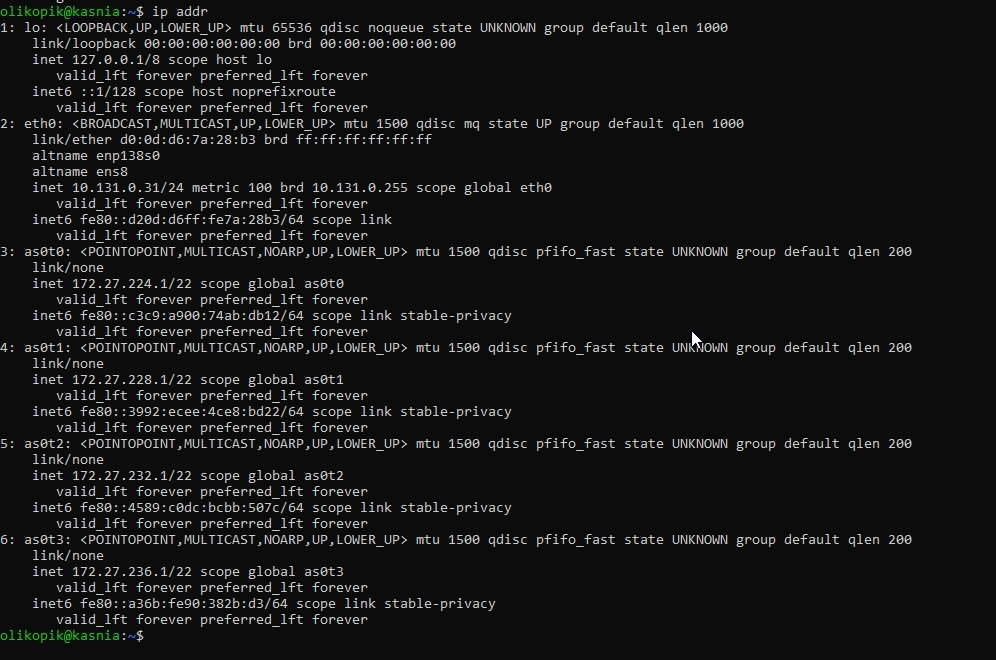 olikopik@kasnia:~$ ip addr
1: lo: <LOOPBACK,UP,LOWER_UP> mtu 65536 qdisc noqueue state UNKNOWN group default qlen 1000
    link/loopback 00:00:00:00:00:00 brd 00:00:00:00:00:00
    inet 127.0.0.1/8 scope host lo
       valid_lft forever preferred_lft forever
    inet6 ::1/128 scope host noprefixroute
       valid_lft forever preferred_lft forever
2: eth0: <BROADCAST,MULTICAST,UP,LOWER_UP> mtu 1500 qdisc mq state UP group default qlen 1000
    link/ether d0:0d:d6:7a:28:b3 brd ff:ff:ff:ff:ff:ff
    altname enp138s0
    altname ens8
    inet 10.131.0.31/24 metric 100 brd 10.131.0.255 scope global eth0
       valid_lft forever preferred_lft forever
    inet6 fe80::d20d:d6ff:fe7a:28b3/64 scope link
       valid_lft forever preferred_lft forever
3: as0t0: <POINTOPOINT,MULTICAST,NOARP,UP,LOWER_UP> mtu 1500 qdisc pfifo_fast state UNKNOWN group default qlen 200
    link/none
    inet 172.27.224.1/22 scope global as0t0
       valid_lft forever preferred_lft forever
    inet6 fe80::c3c9:a900:74ab:db12/64 scope link stable-privacy
       valid_lft forever preferred_lft forever
4: as0t1: <POINTOPOINT,MULTICAST,NOARP,UP,LOWER_UP> mtu 1500 qdisc pfifo_fast state UNKNOWN group default qlen 200
    link/none
    inet 172.27.228.1/22 scope global as0t1
       valid_lft forever preferred_lft forever
    inet6 fe80::3992:ecee:4ce8:bd22/64 scope link stable-privacy
       valid_lft forever preferred_lft forever
5: as0t2: <POINTOPOINT,MULTICAST,NOARP,UP,LOWER_UP> mtu 1500 qdisc pfifo_fast state UNKNOWN group default qlen 200
    link/none
    inet 172.27.232.1/22 scope global as0t2
       valid_lft forever preferred_lft forever
    inet6 fe80::4589:c0dc:bcbb:507c/64 scope link stable-privacy
       valid_lft forever preferred_lft forever
6: as0t3: <POINTOPOINT,MULTICAST,NOARP,UP,LOWER_UP> mtu 1500 qdisc pfifo_fast state UNKNOWN group default qlen 200
    link/none
    inet 172.27.236.1/22 scope global as0t3
       valid_lft forever preferred_lft forever
    inet6 fe80::a36b:fe90:382b:d3/64 scope link stable-privacy
       valid_lft forever preferred_lft forever
olikopik@kasnia:~$